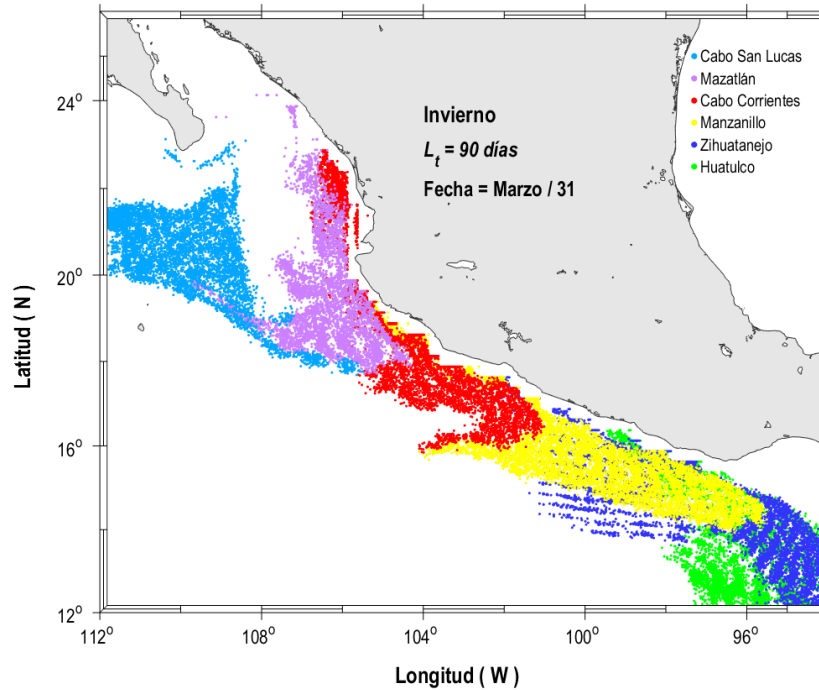 Cabo San Lucas
Mazatlán
Cabo Corrientes
Manzanillo
Zihuatanejo
Huatulco
Invierno
L_t = 90 días
Fecha = Marzo / 31
24°
20°
16°
12°
Latitud ( N )
112°
108°
104°
100°
96°
Longitud ( W )